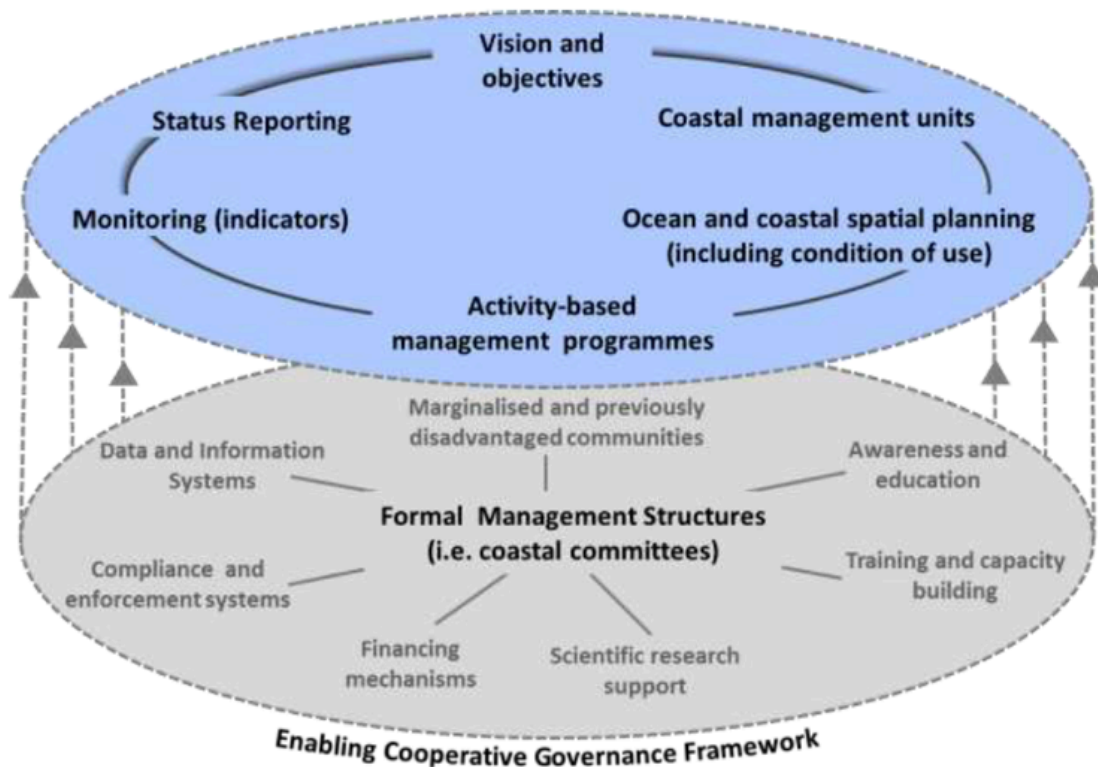 Vision and
objectives
Status Reporting
Coastal management units
Monitoring (indicators)
Ocean and coastal spatial planning
(including condition of use)
Activity-based
management programmes
Marginalised and previously
disadvantaged communities
Data and Information
Systems
Awareness and
education
Formal Management Structures
(i.e. coastal committees)
Compliance and
enforcement systems
Training and capacity
building
Financing
mechanisms
Scientific research
support
Enabling Cooperative Governance Framework